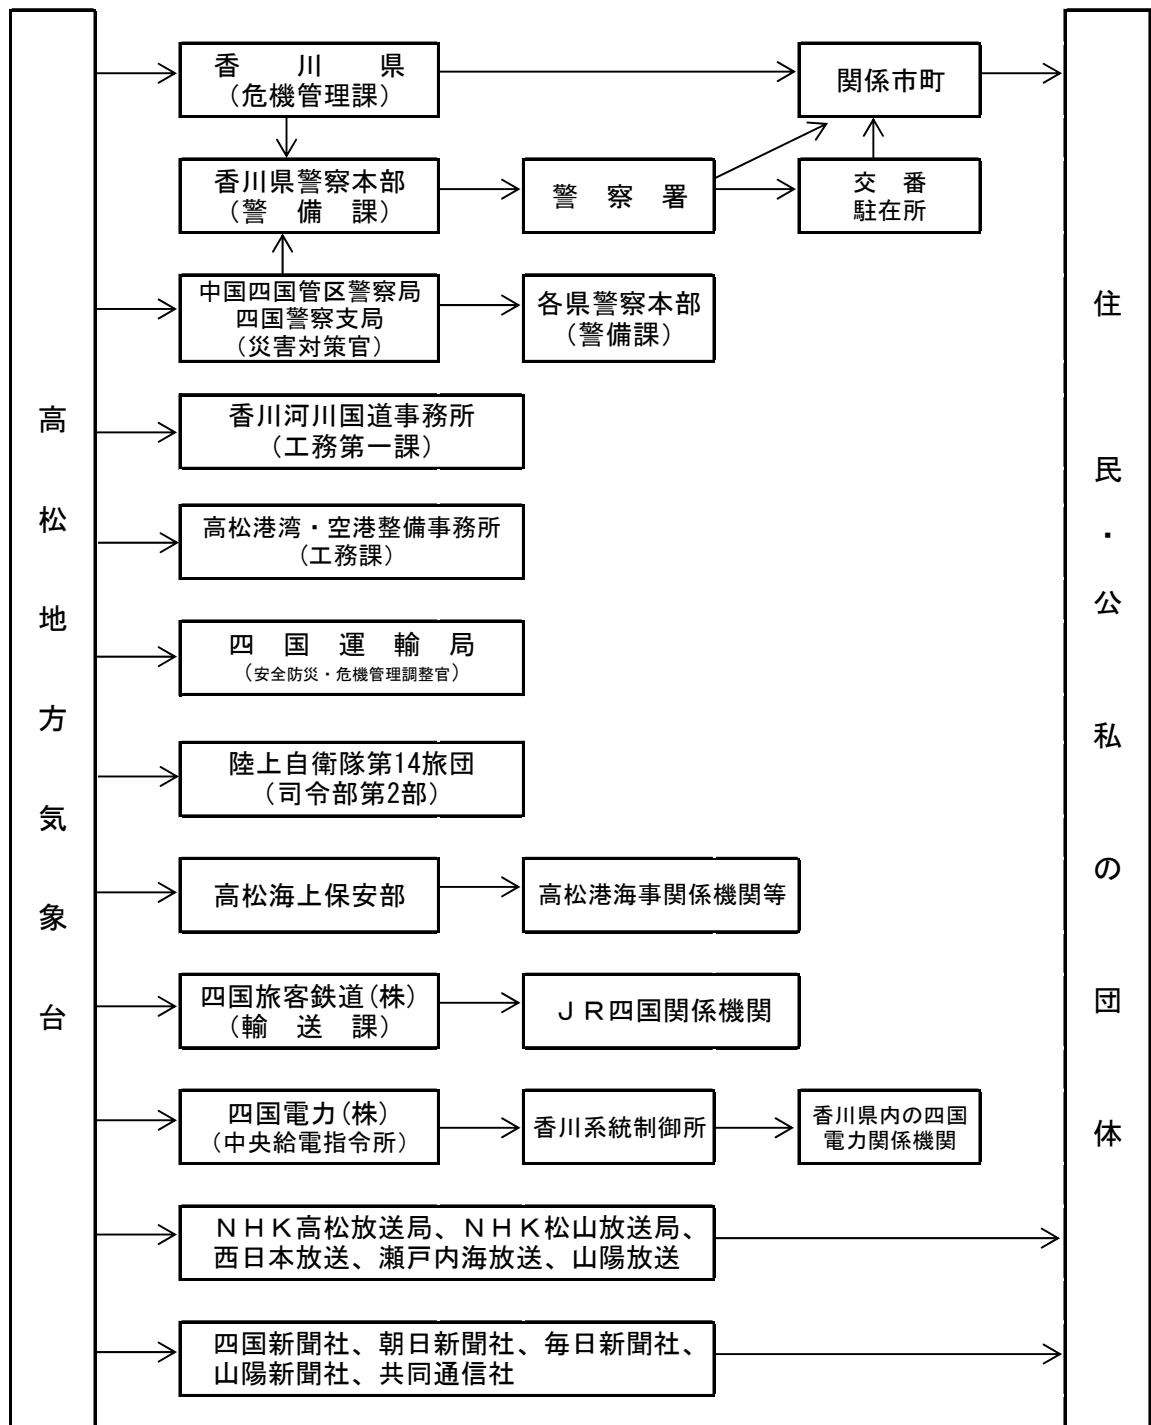 高松地方気象台
香川県
（危機管理課）
関係市町
香川県警察本部
（警備課）
警察署
交番
駐在所
中国四国管区警察局
四国警察支局
（災害対策官）
各県警察本部
（警備課）
香川河川国道事務所
（工務第一課）
高松港湾・空港整備事務所
（工務課）
四国運輸局
（安全防災・危機管理調整官）
陸上自衛隊第14旅団
（司令部第2部）
高松海上保安部
高松港海事関係機関等
四国旅客鉄道(株)
（輸送課）
ＪＲ四国関係機関
四国電力(株)
（中央給電指令所）
香川系統制御所
香川県内の四国
電力関係機関
ＮＨＫ高松放送局、ＮＨＫ松山放送局、
西日本放送、瀬戸内海放送、山陽放送
四国新聞社、朝日新聞社、毎日新聞社、
山陽新聞社、共同通信社
住民・公私の団体